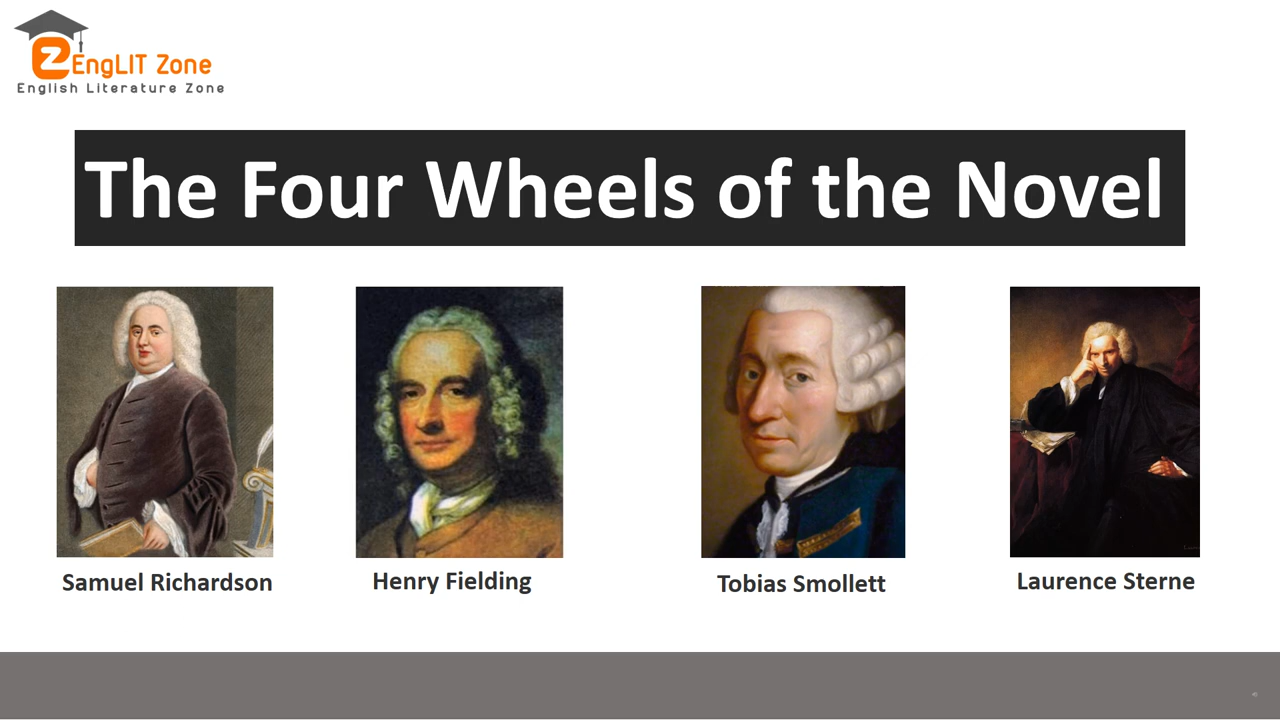 EngLIT Zone
English Literature Zone
The Four Wheels of the Novel
Samuel Richardson
Henry Fielding
Tobias Smollett
Laurence Sterne